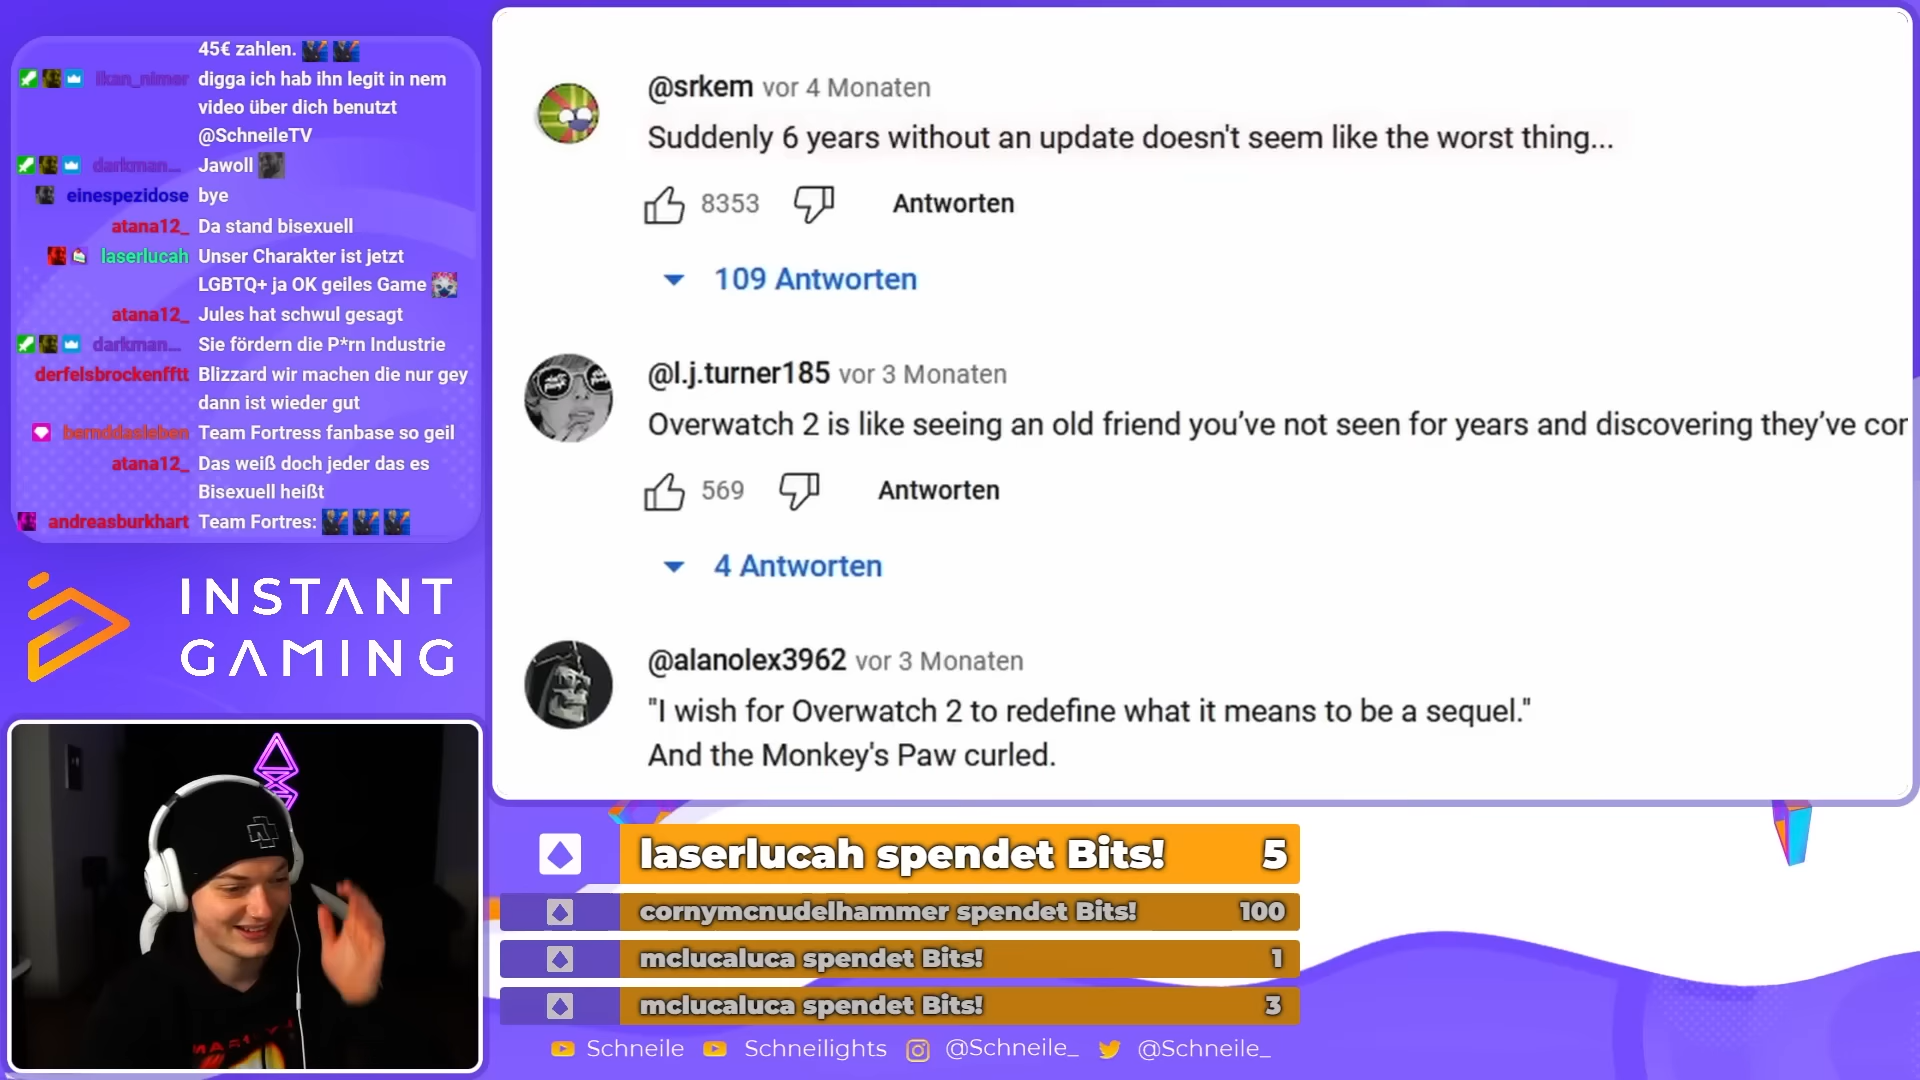 45€ zahlen.
ikan_nimer digga ich hab ihn legit in nem
video über dich benutzt
@SchneileTV
darkman... Jawoll
einespezidose bye
atana12_ Da stand bisexuell
laserlucah Unser Charakter ist jetzt
LGBTQ+ ja OK geiles Game
atana12_ Jules hat schwul gesagt
darkman... Sie fördern die P*rn Industrie
derfelsbrockenfftt Blizzard wir machen die nur gey
dann ist wieder gut
bernddasleben Team Fortress fanbase so geil
atana12_ Das weiß doch jeder das es
Bisexuell heißt
andreasburkhart Team Fortres:
INSTANT
GAMING
@srkem vor 4 Monaten
Suddenly 6 years without an update doesn't seem like the worst thing...
8353 Antworten
109 Antworten
@l.j.turner185 vor 3 Monaten
Overwatch 2 is like seeing an old friend you’ve not seen for years and discovering they’ve cor
569 Antworten
4 Antworten
@alanolex3962 vor 3 Monaten
"I wish for Overwatch 2 to redefine what it means to be a sequel."
And the Monkey's Paw curled.
laserlucah spendet Bits! 5
cornymcnudelhammer spendet Bits! 100
mclucaluca spendet Bits! 1
mclucaluca spendet Bits! 3
Schneile Schneilights @Schneile_ @Schneile_